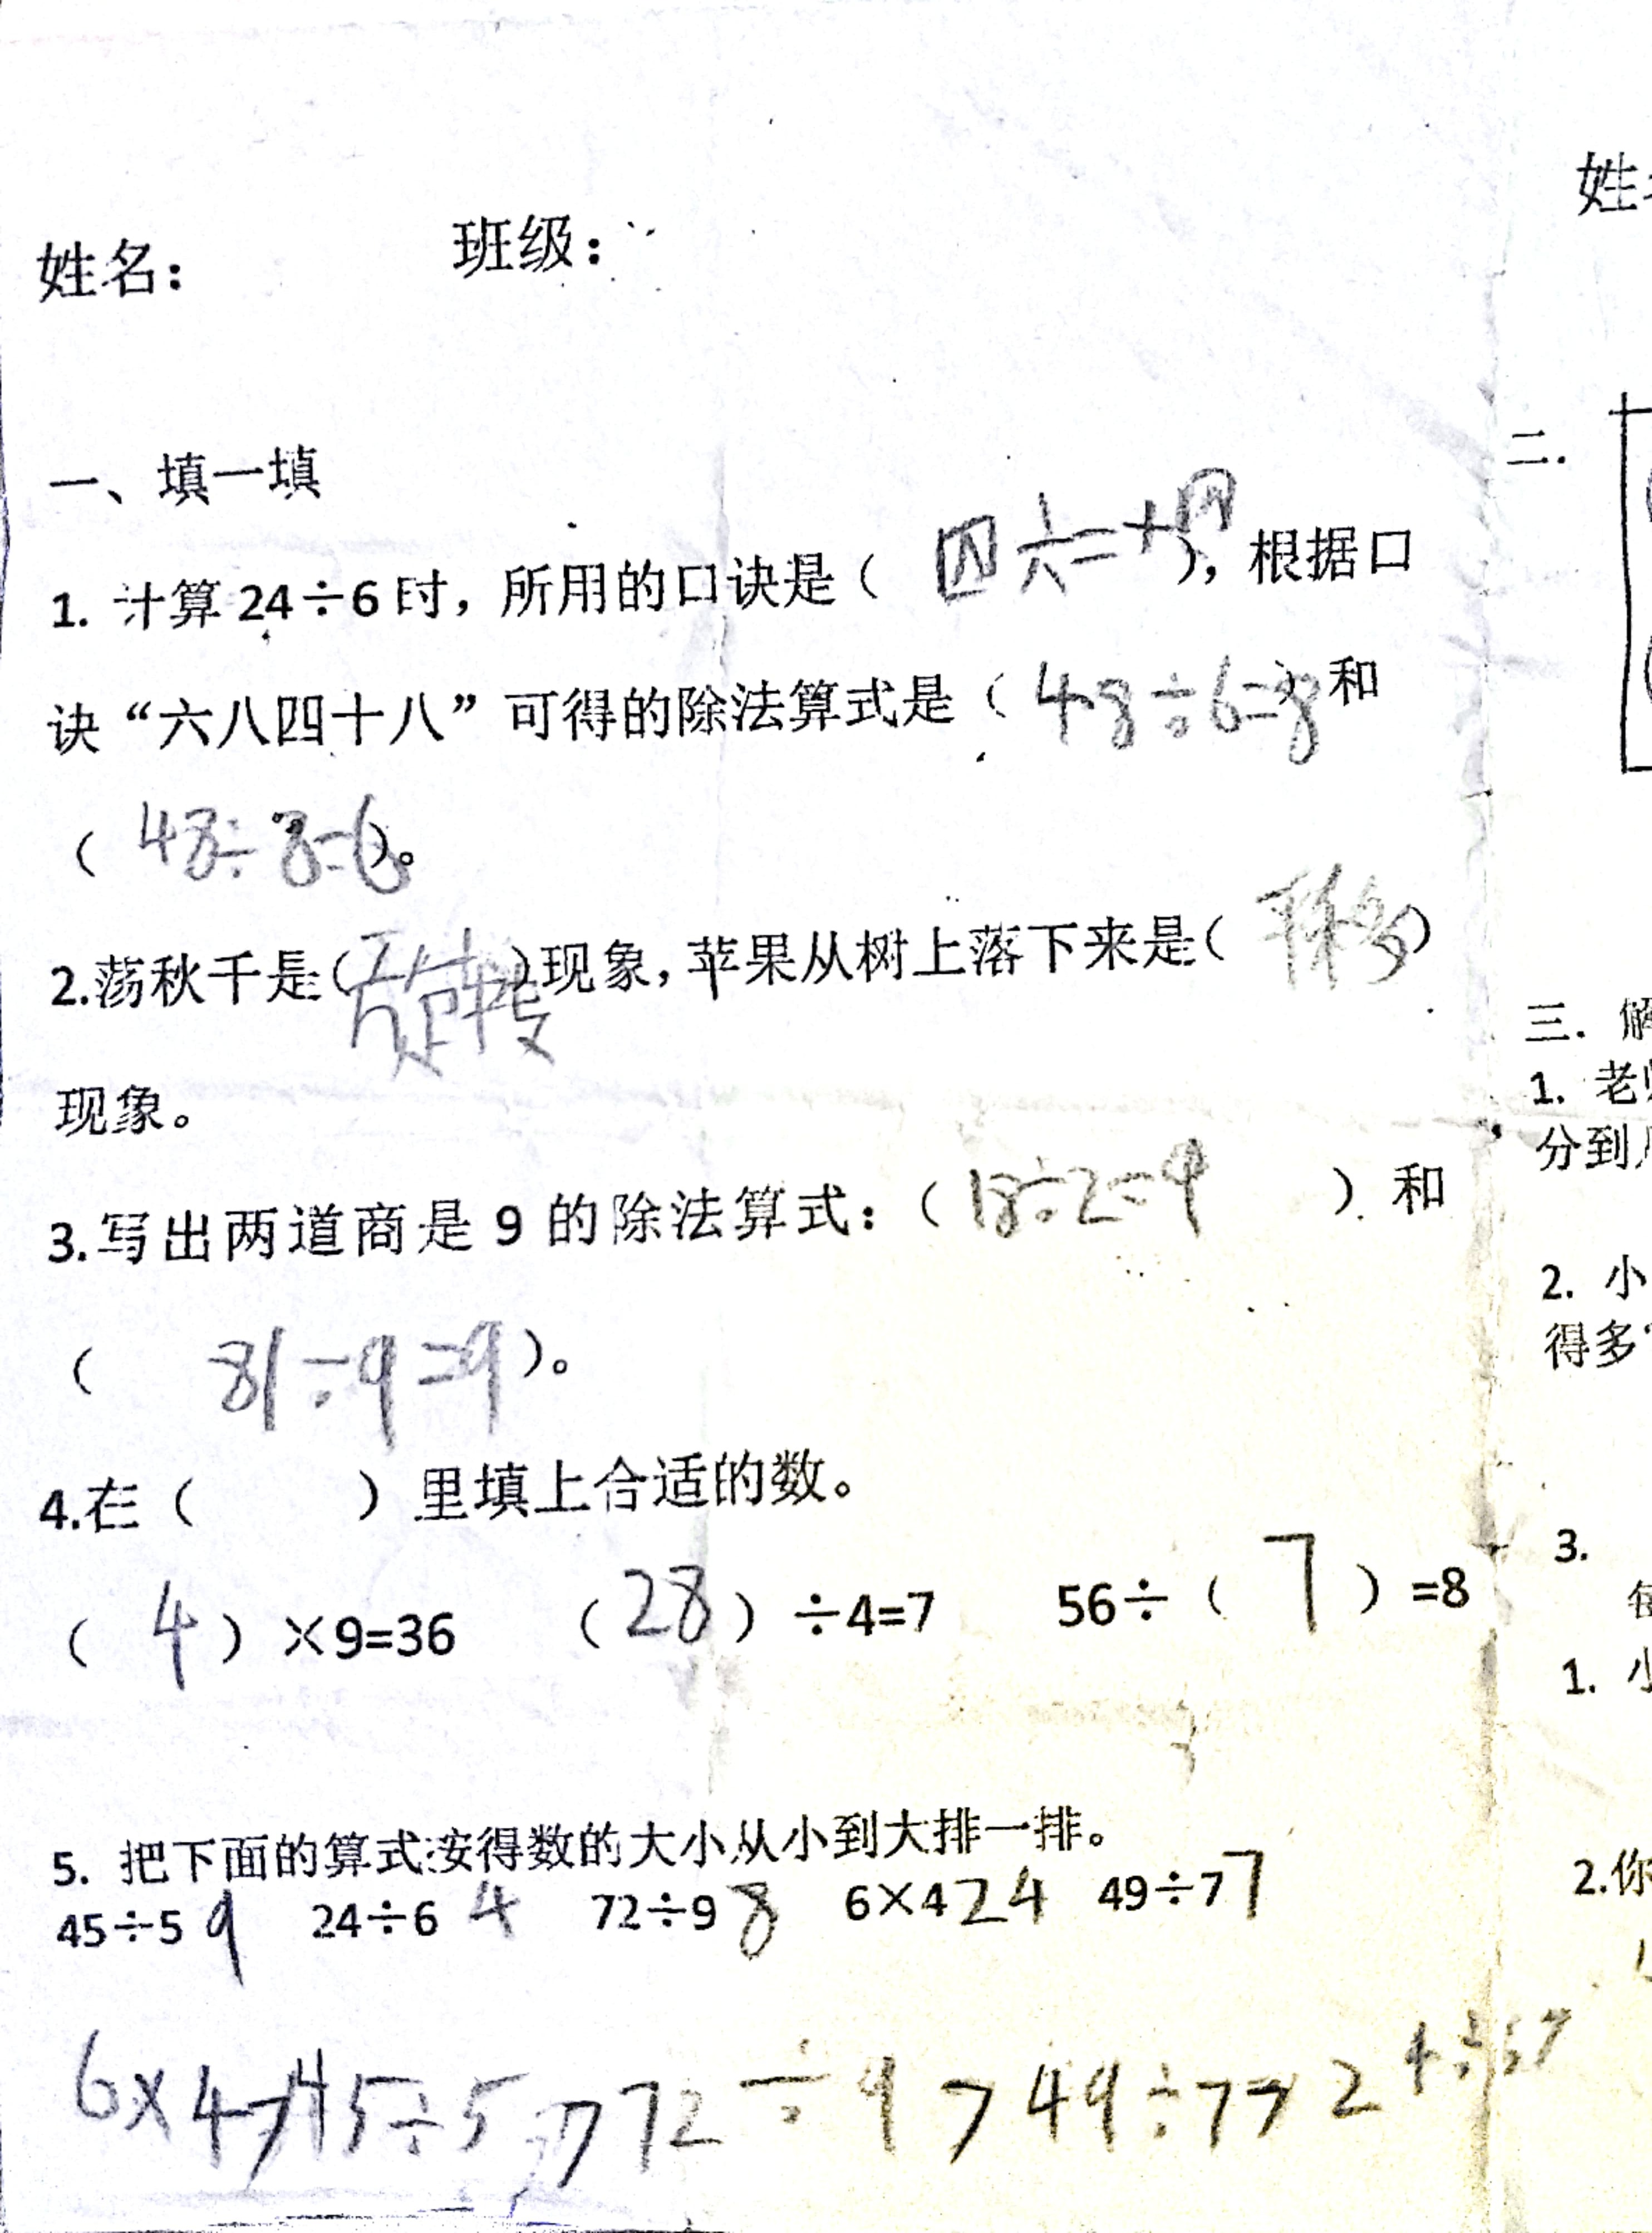 姓名： 班级：
一、填一填
1. 计算24÷6时，所用的口诀是（四六二十四），根据口
诀“六八四十八”可得的除法算式是（48÷6=8）和
（48÷8=6）。
2.荡秋千是（旋转）现象，苹果从树上落下来是（平移）
现象。
3.写出两道商是9的除法算式：（18÷2=9）和
（81÷9=9）。
4.在（ ）里填上合适的数。
（4）×9=36 （28）÷4=7 56÷（7）=8
5. 把下面的算式按得数的大小从小到大排一排。
45÷5 9 24÷6 4 72÷9 8 6×4 24 49÷7 7
6×4>45÷5>72÷9>49÷7>24÷
姓
二.
三. 解
1. 老
分到
2. 小
得多
3.
每
1. 小
2.你